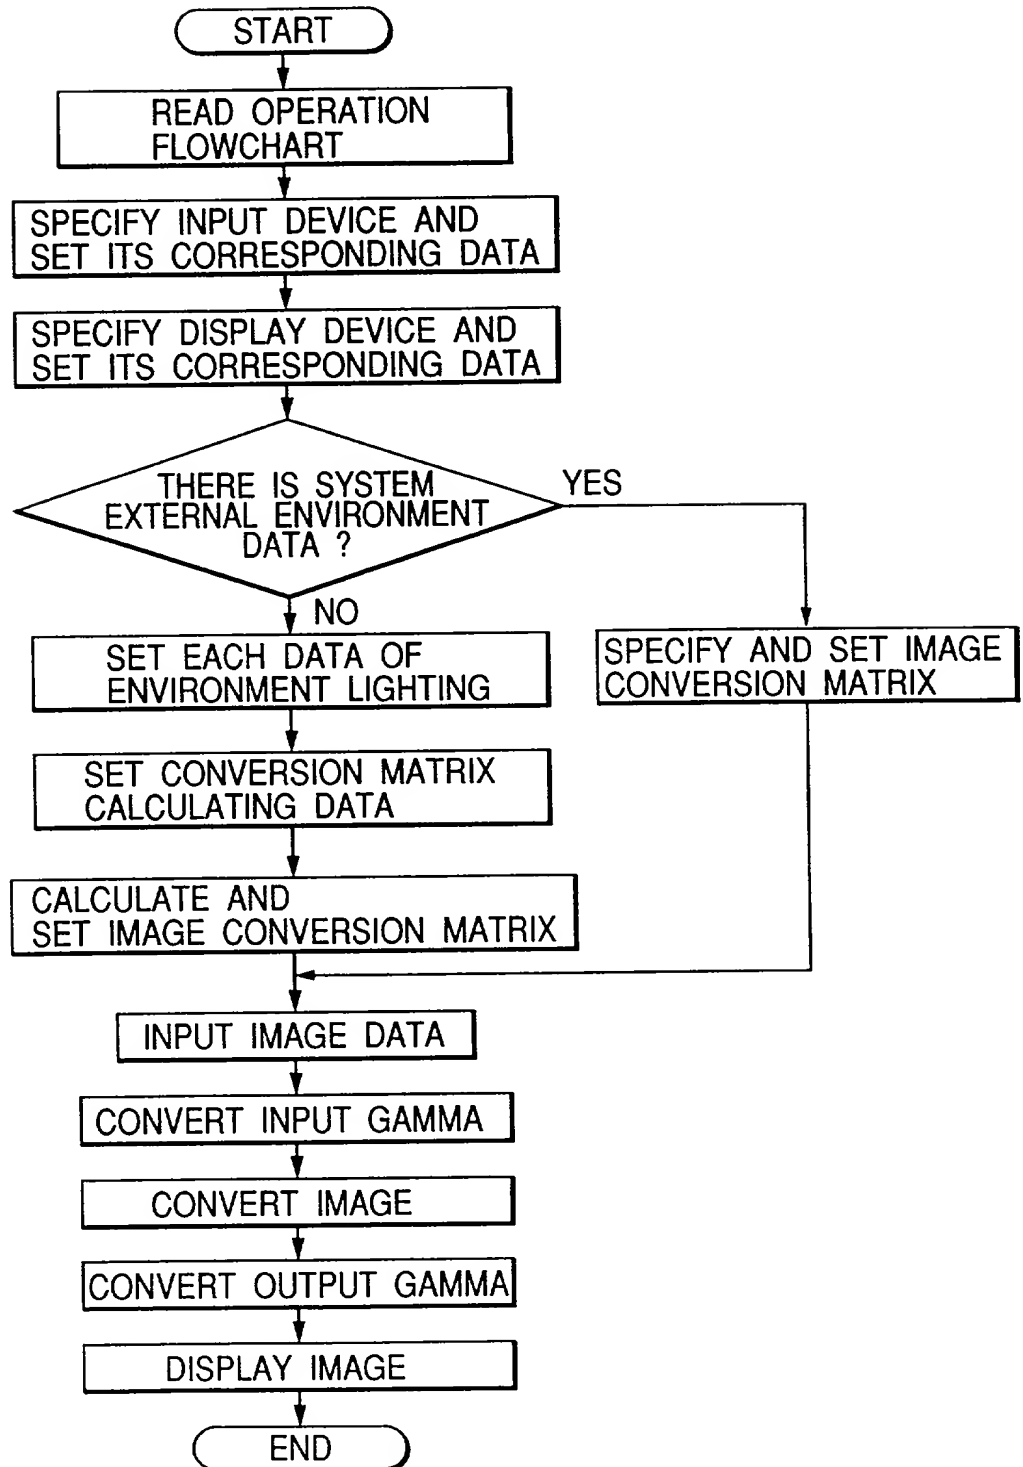 START
READ OPERATION
FLOWCHART
SPECIFY INPUT DEVICE AND
SET ITS CORRESPONDING DATA
SPECIFY DISPLAY DEVICE AND
SET ITS CORRESPONDING DATA
THERE IS SYSTEM
EXTERNAL ENVIRONMENT
DATA ?
YES
NO
SET EACH DATA OF
ENVIRONMENT LIGHTING
SPECIFY AND SET IMAGE
CONVERSION MATRIX
SET CONVERSION MATRIX
CALCULATING DATA
CALCULATE AND
SET IMAGE CONVERSION MATRIX
INPUT IMAGE DATA
CONVERT INPUT GAMMA
CONVERT IMAGE
CONVERT OUTPUT GAMMA
DISPLAY IMAGE
END